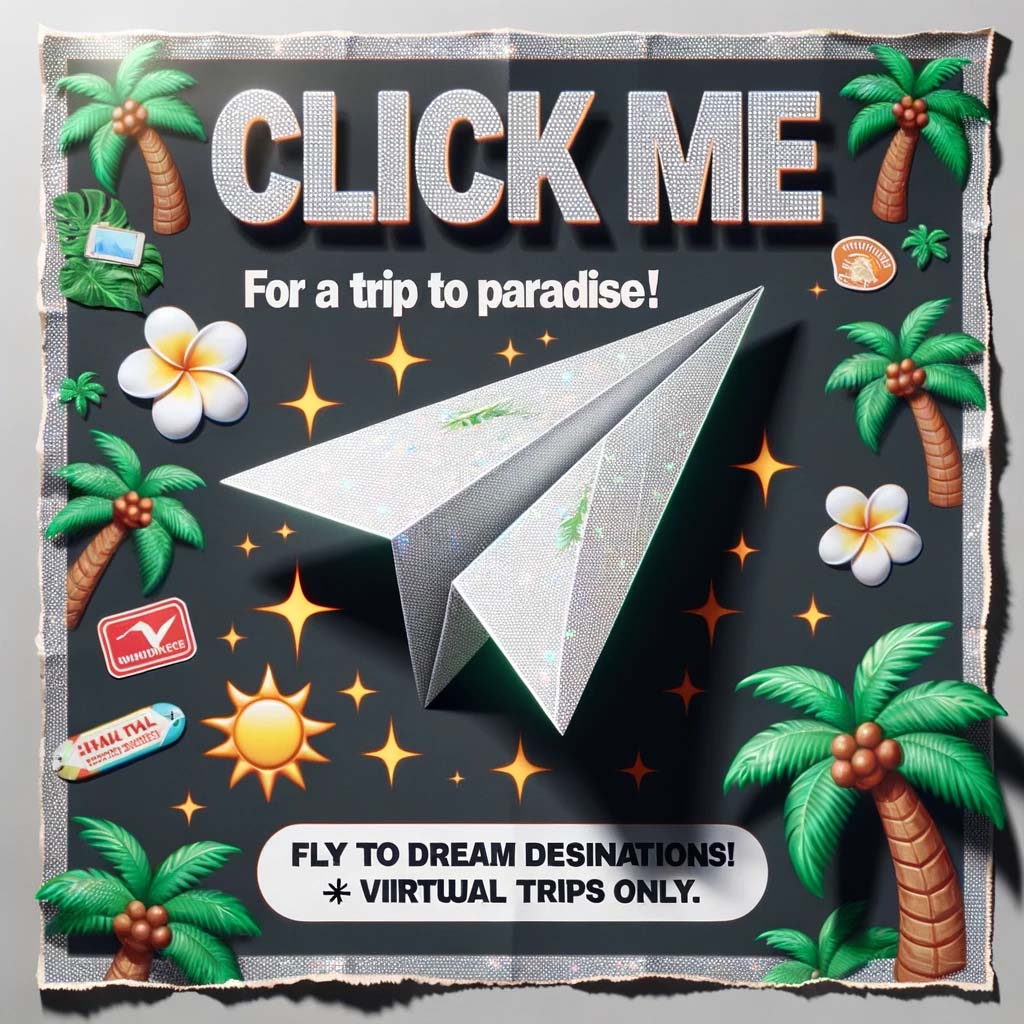 CLICK ME
For a trip to paradise!
FLY TO DREAM DESINATIONS!
* VIIRTUAL TRIPS ONLY.